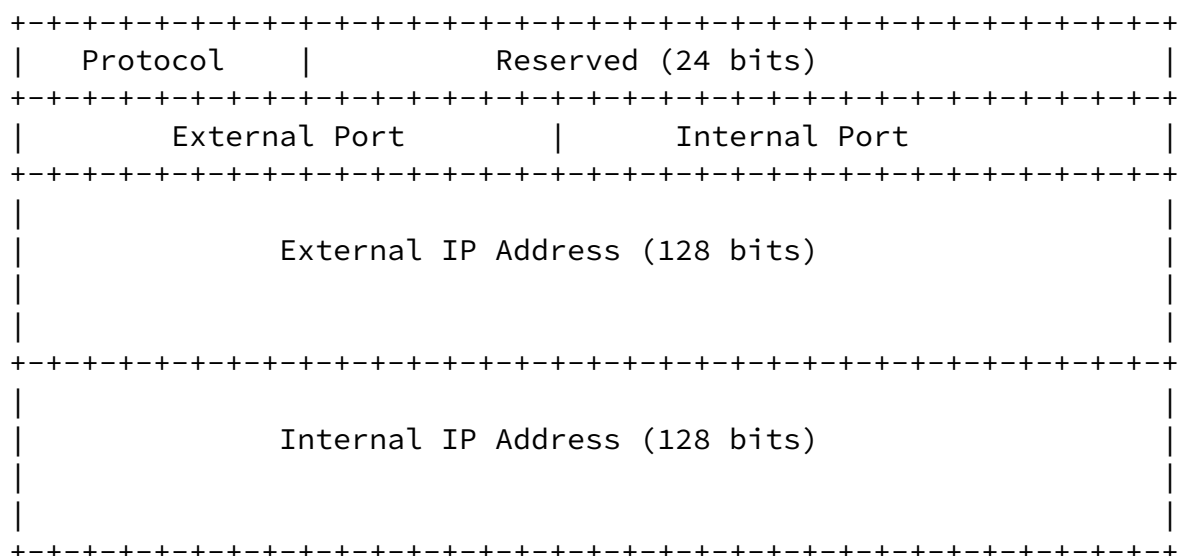 +-+-+-+-+-+-+-+-+-+-+-+-+-+-+-+-+-+-+-+-+-+-+-+-+-+-+-+-+-+-+-+-+
|   Protocol    |          Reserved (24 bits)                   |
+-+-+-+-+-+-+-+-+-+-+-+-+-+-+-+-+-+-+-+-+-+-+-+-+-+-+-+-+-+-+-+-+
|        External Port        |      Internal Port              |
+-+-+-+-+-+-+-+-+-+-+-+-+-+-+-+-+-+-+-+-+-+-+-+-+-+-+-+-+-+-+-+-+
|                                                               |
|              External IP Address (128 bits)                   |
|                                                               |
|                                                               |
+-+-+-+-+-+-+-+-+-+-+-+-+-+-+-+-+-+-+-+-+-+-+-+-+-+-+-+-+-+-+-+-+
|                                                               |
|              Internal IP Address (128 bits)                   |
|                                                               |
|                                                               |
+-+-+-+-+-+-+-+-+-+-+-+-+-+-+-+-+-+-+-+-+-+-+-+-+-+-+-+-+-+-+-+-+